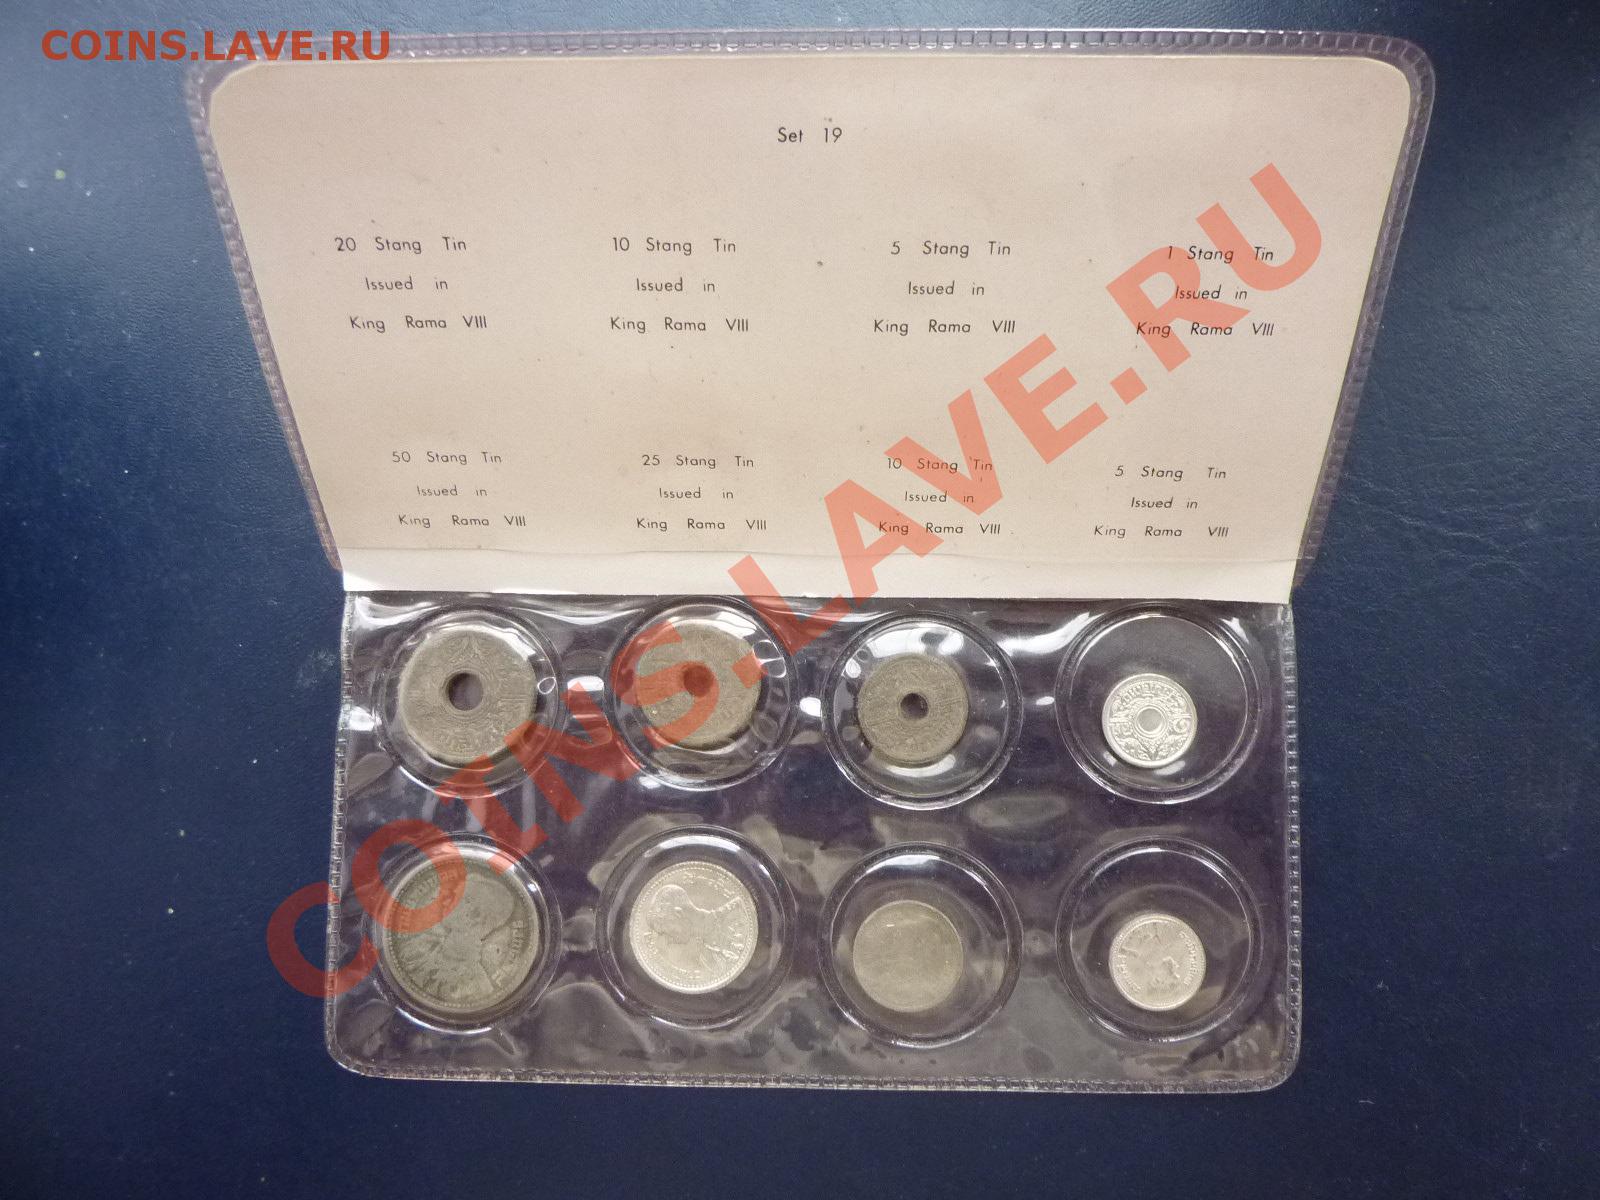 COINS.LAVE.RU
Set 19
20 Stang Tin
Issued in
King Rama VIII
10 Stang Tin
Issued in
King Rama VIII
5 Stang Tin
Issued in
King Rama VIII
1 Stang Tin
Issued in
King Rama VIII
50 Stang Tin
Issued in
King Rama VIII
25 Stang Tin
Issued in
King Rama VIII
10 Stang Tin
Issued in
King Rama VIII
5 Stang Tin
Issued in
King Rama VIII
COINS.LAVE.RU